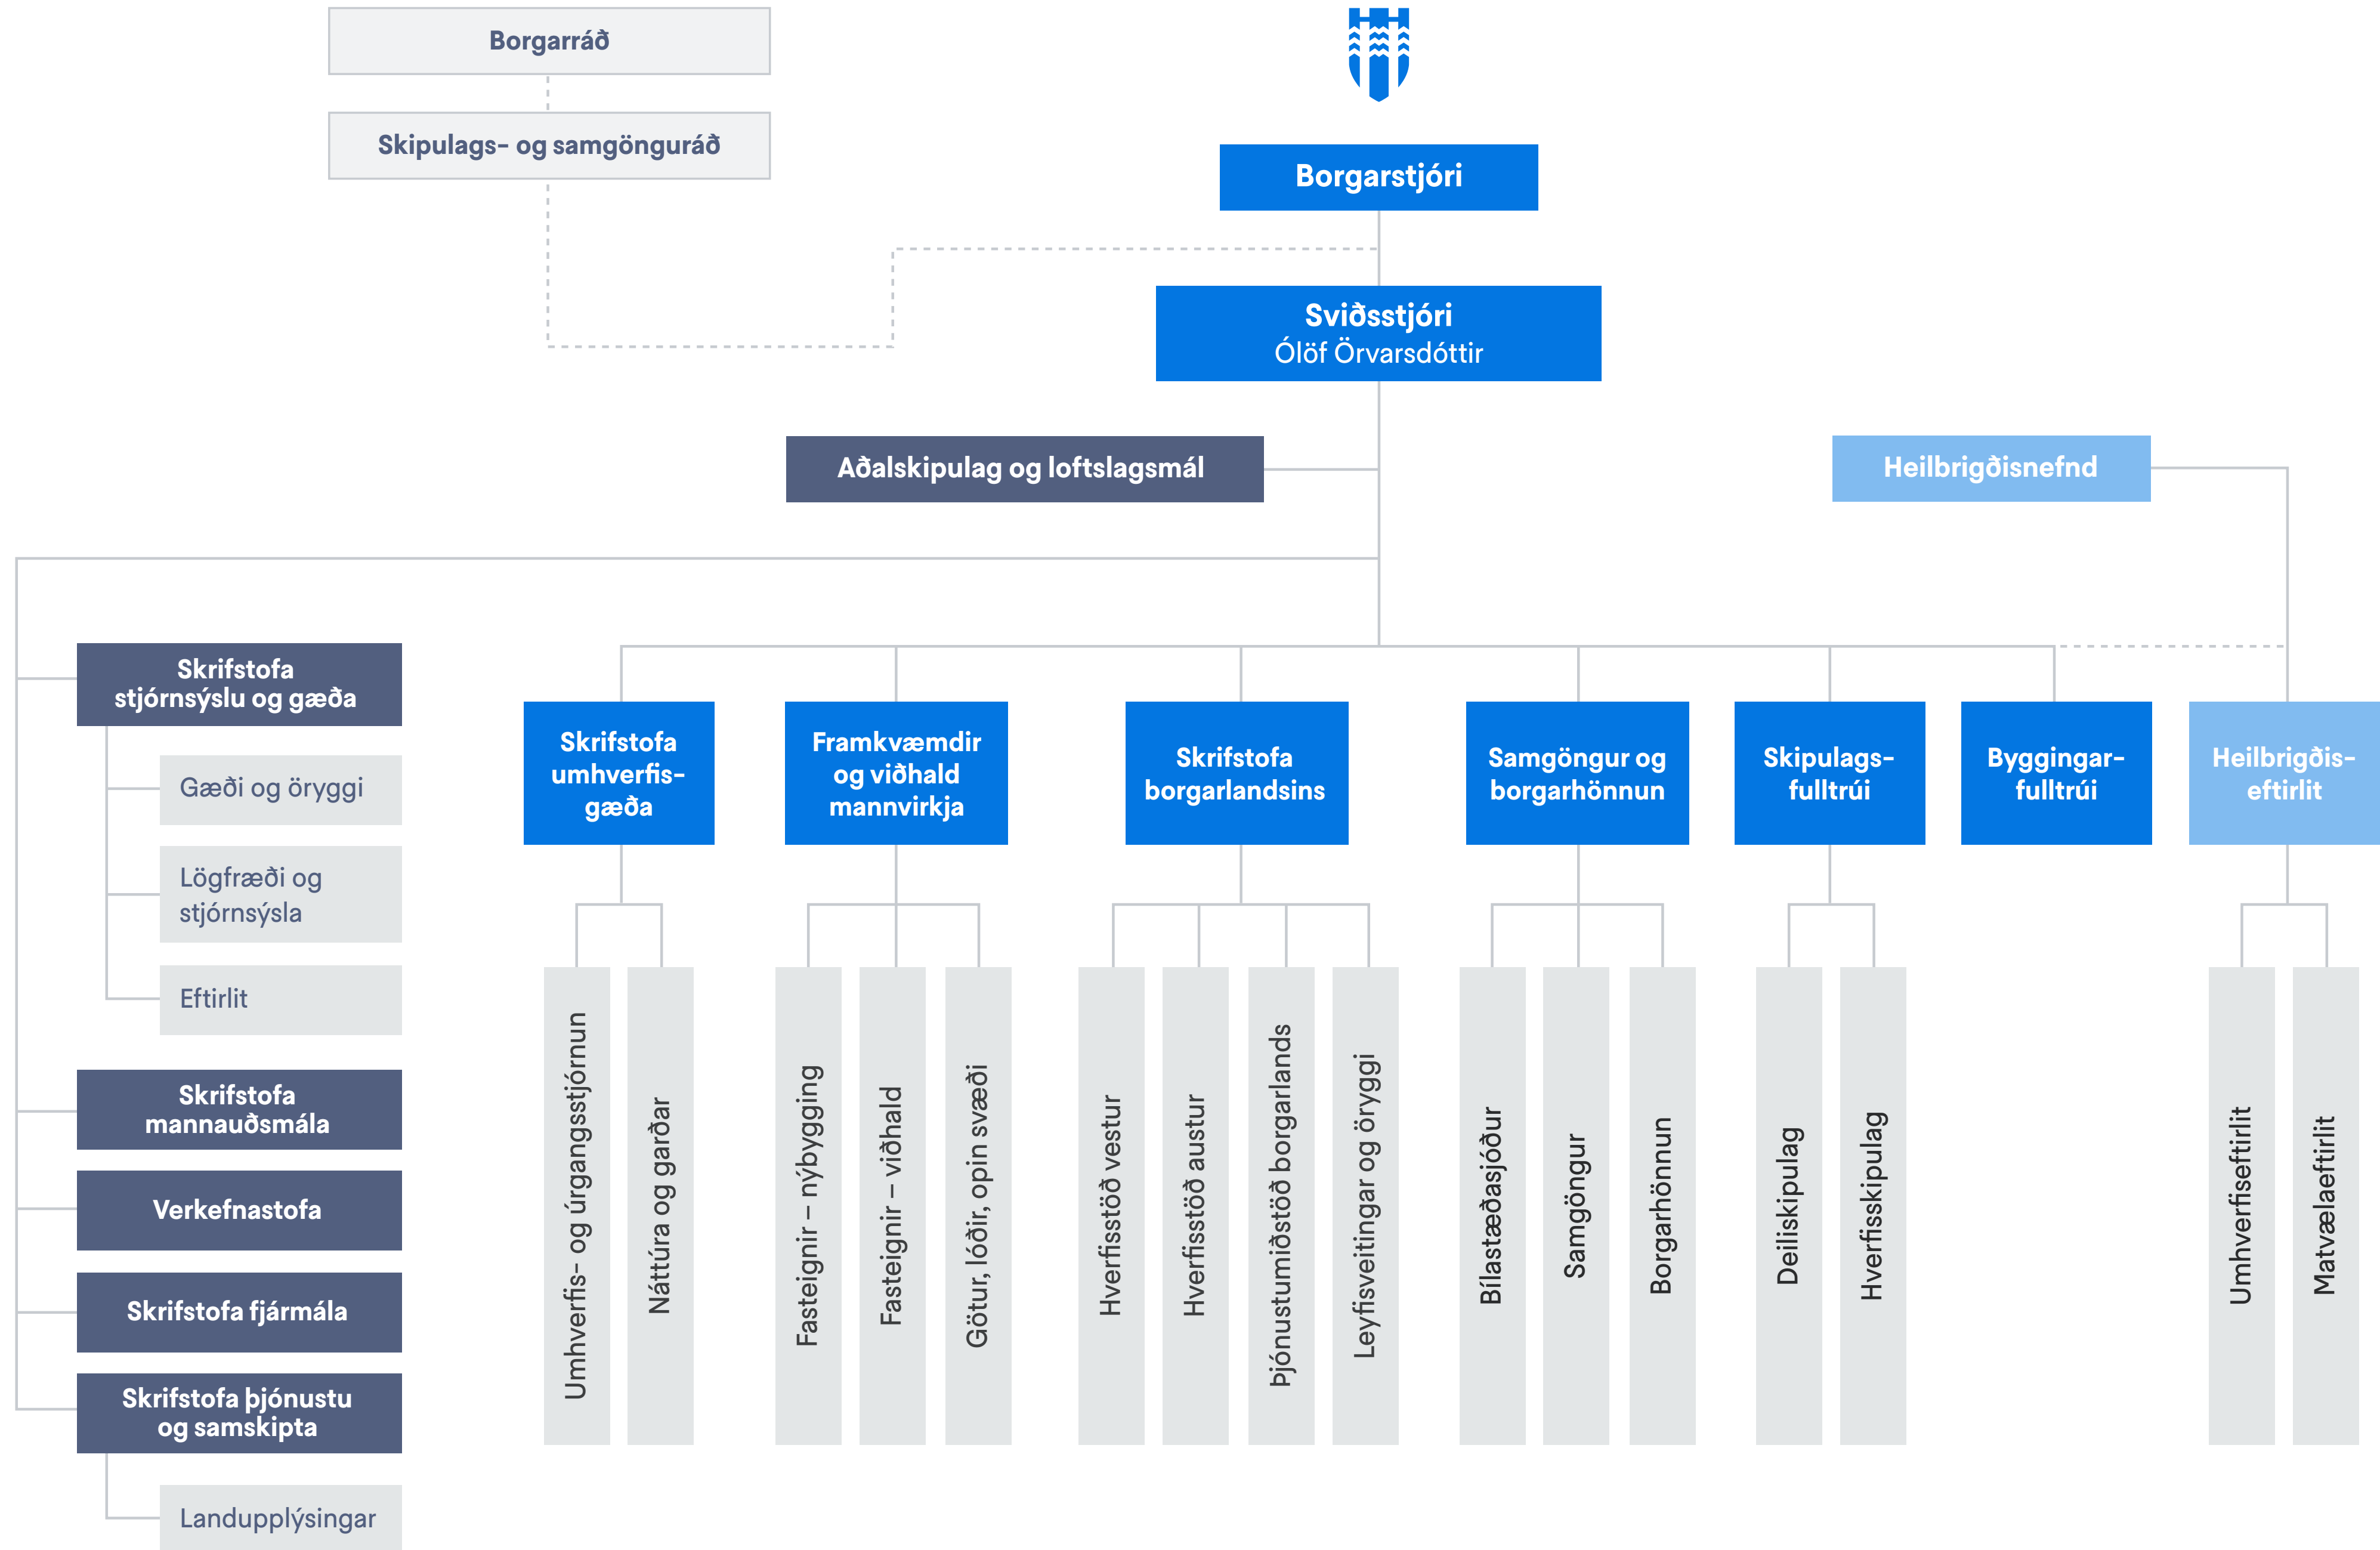 Borgarráð
Skipulags- og samgönguráð
Borgarstjóri
Sviðsstjóri
Ólöf Örvarsdóttir
Aðalskipulag og loftslagsmál
Heilbrigðisnefnd
Skrifstofa
stjórnsýslu og gæða
Gæði og öryggi
Lögfræði og
stjórnsýsla
Eftirlit
Skrifstofa
mannauðsmála
Verkefnastofa
Skrifstofa fjármála
Skrifstofa þjónustu
og samskipta
Landupplýsingar
Skrifstofa
umhverfis-
gæða
Umhverfis- og úrgangsstjórnun
Náttúra og garðar
Framkvæmdir
og viðhald
mannvirkja
Fasteignir – nýbygging
Fasteignir – viðhald
Götur, lóðir, opin svæði
Skrifstofa
borgarlandsins
Hverfisstöð vestur
Hverfisstöð austur
Þjónustumiðstöð borgarlands
Leyfisveitingar og öryggi
Samgöngur og
borgarhönnun
Bílastæðasjóður
Samgöngur
Borgarhönnun
Skipulags-
fulltrúi
Deiliskipulag
Hverfisskipulag
Byggingar-
fulltrúi
Heilbrigðis-
eftirlit
Umhverfiseftirlit
Matvælaeftirlit